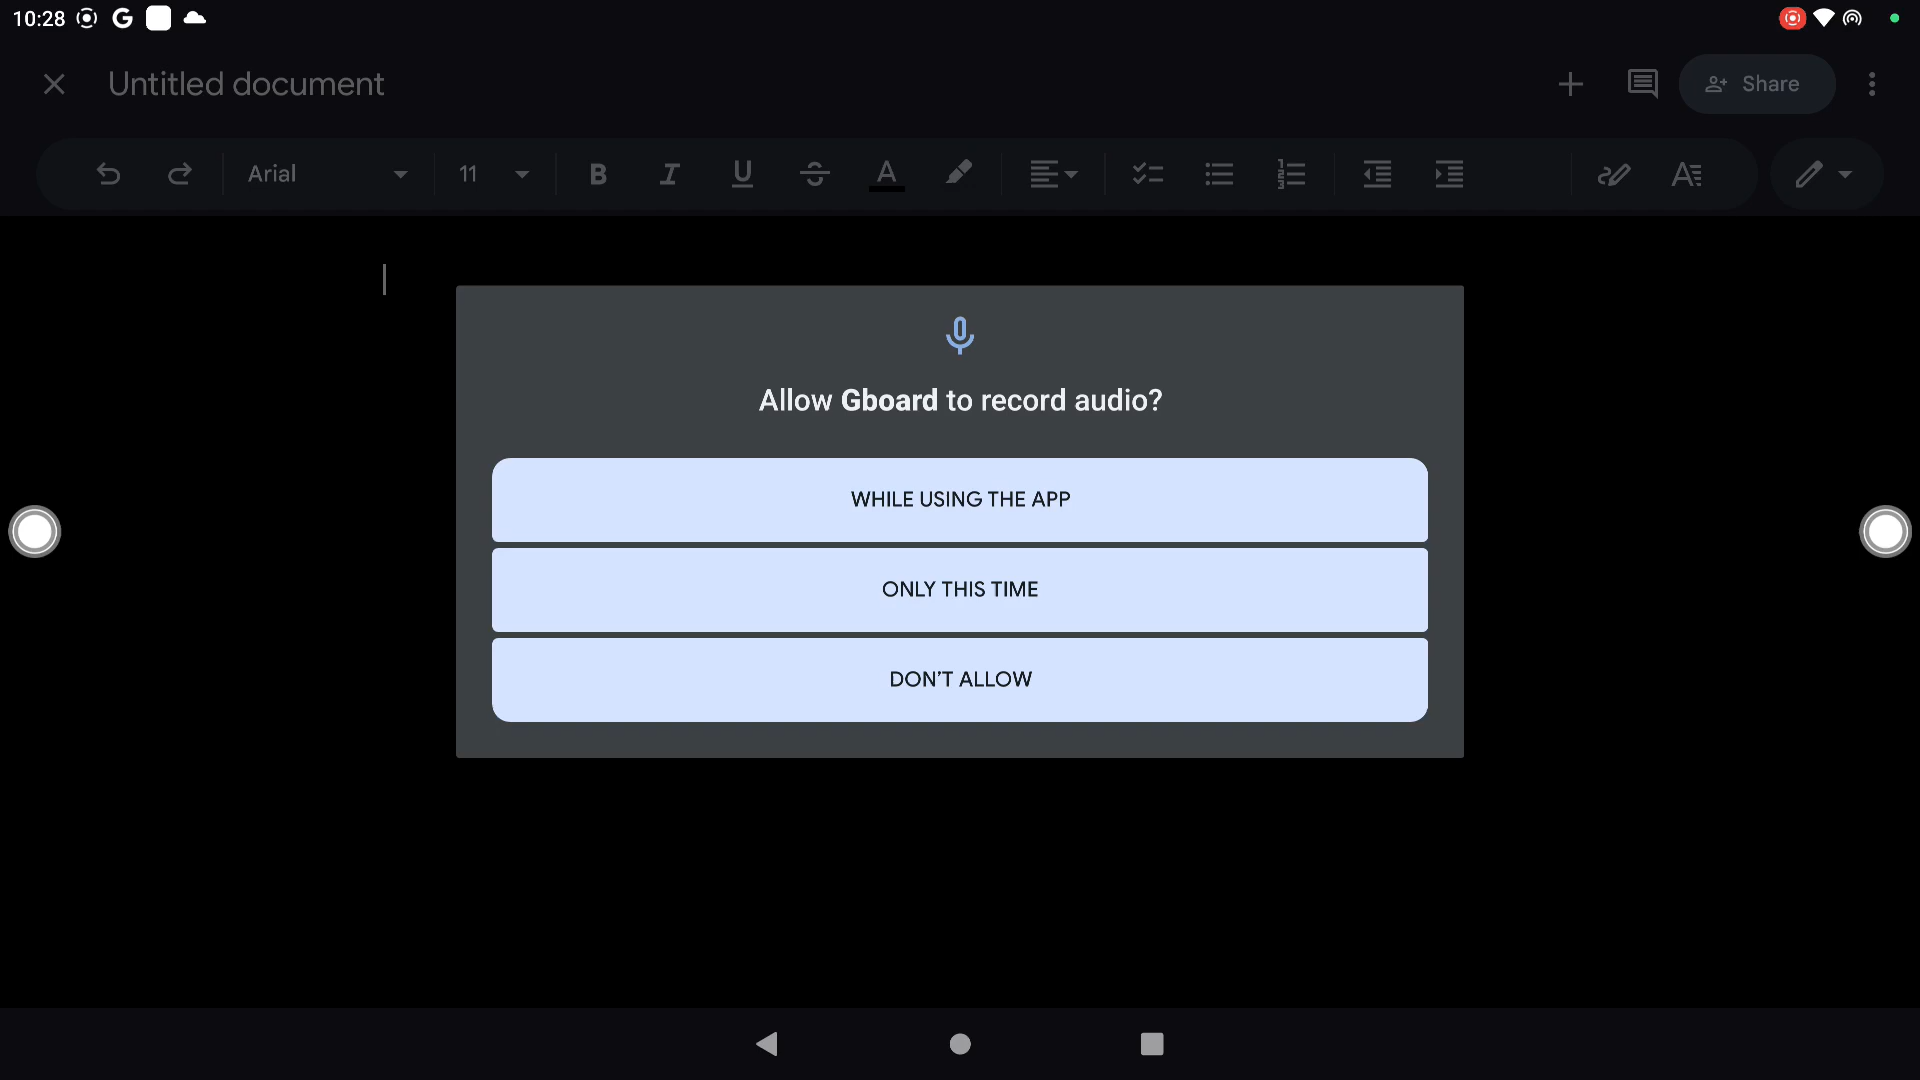 10:28
Untitled document
Share
Arial
11
Allow Gboard to record audio?
WHILE USING THE APP
ONLY THIS TIME
DON’T ALLOW